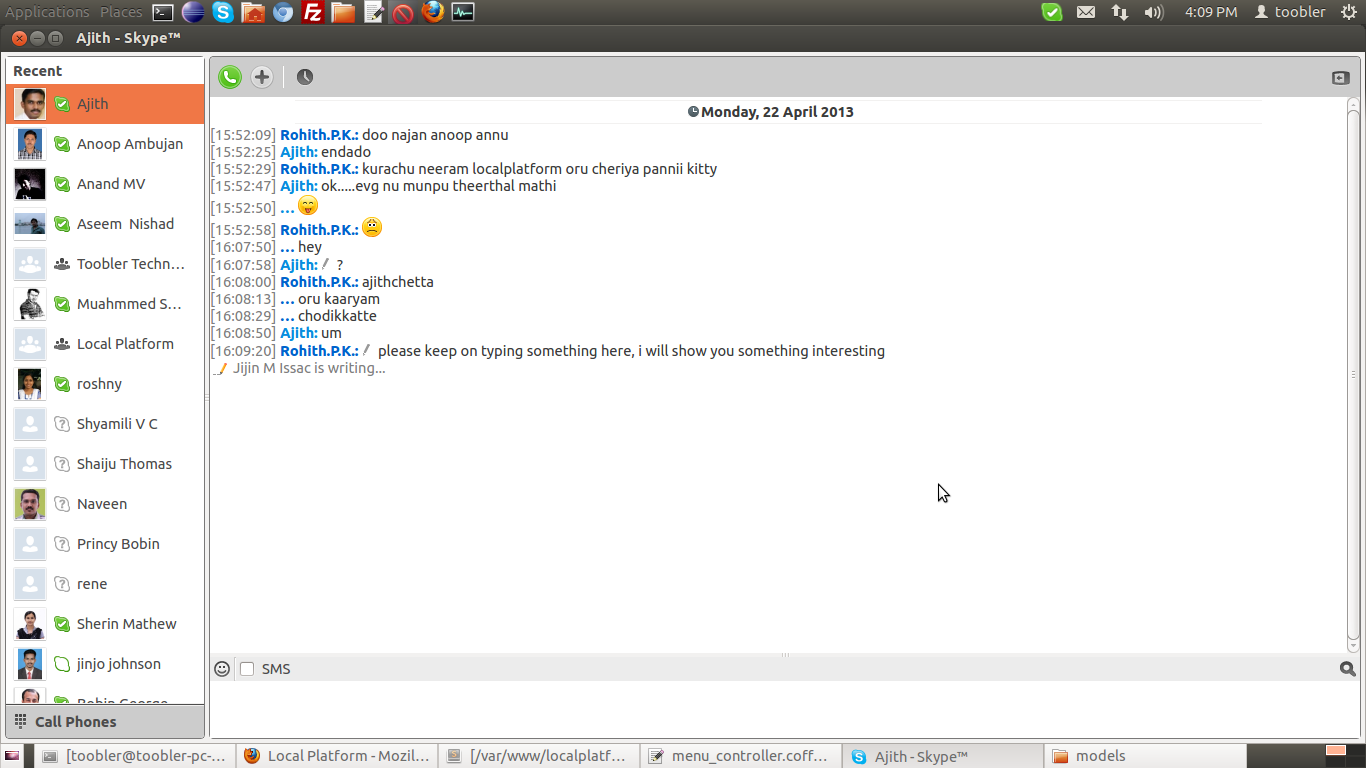 Applications Places 4:09 PM toobler
Ajith - Skype™
Recent
Ajith
Anoop Ambujan
Anand MV
Aseem Nishad
Toobler Techn...
Muahmmed S...
Local Platform
roshny
Shyamili V C
Shaiju Thomas
Naveen
Princy Bobin
rene
Sherin Mathew
jinjo johnson
Robin George
Call Phones
Monday, 22 April 2013
[15:52:09] Rohith.P.K.: doo najan anoop annu
[15:52:25] Ajith: endado
[15:52:29] Rohith.P.K.: kurachu neeram localplatform oru cheriya pannii kitty
[15:52:47] Ajith: ok.....evg nu munpu theerthal mathi
[15:52:50] ...
[15:52:58] Rohith.P.K.:
[16:07:50] ... hey
[16:07:58] Ajith: ?
[16:08:00] Rohith.P.K.: ajithchetta
[16:08:13] ... oru kaaryam
[16:08:29] ... chodikkatte
[16:08:50] Ajith: um
[16:09:20] Rohith.P.K.: please keep on typing something here, i will show you something interesting
Jijin M Issac is writing...
SMS
[toobler@toobler-pc-... Local Platform - Mozil... [/var/www/localplatf... menu_controller.coff... Ajith - Skype™ models